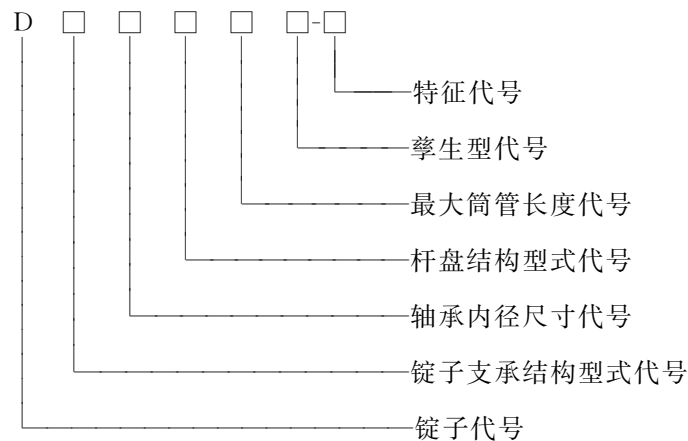 D □ □ □ □ □-□
特征代号
孳生型代号
最大筒管长度代号
杆盘结构型式代号
轴承内径尺寸代号
锭子支承结构型式代号
锭子代号